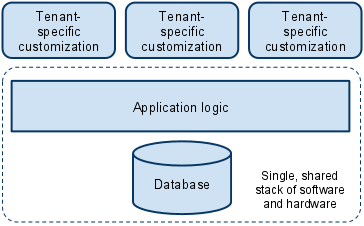 Tenant-
specific
customization
Tenant-
specific
customization
Tenant-
specific
customization
Application logic
Database
Single, shared
stack of software
and hardware